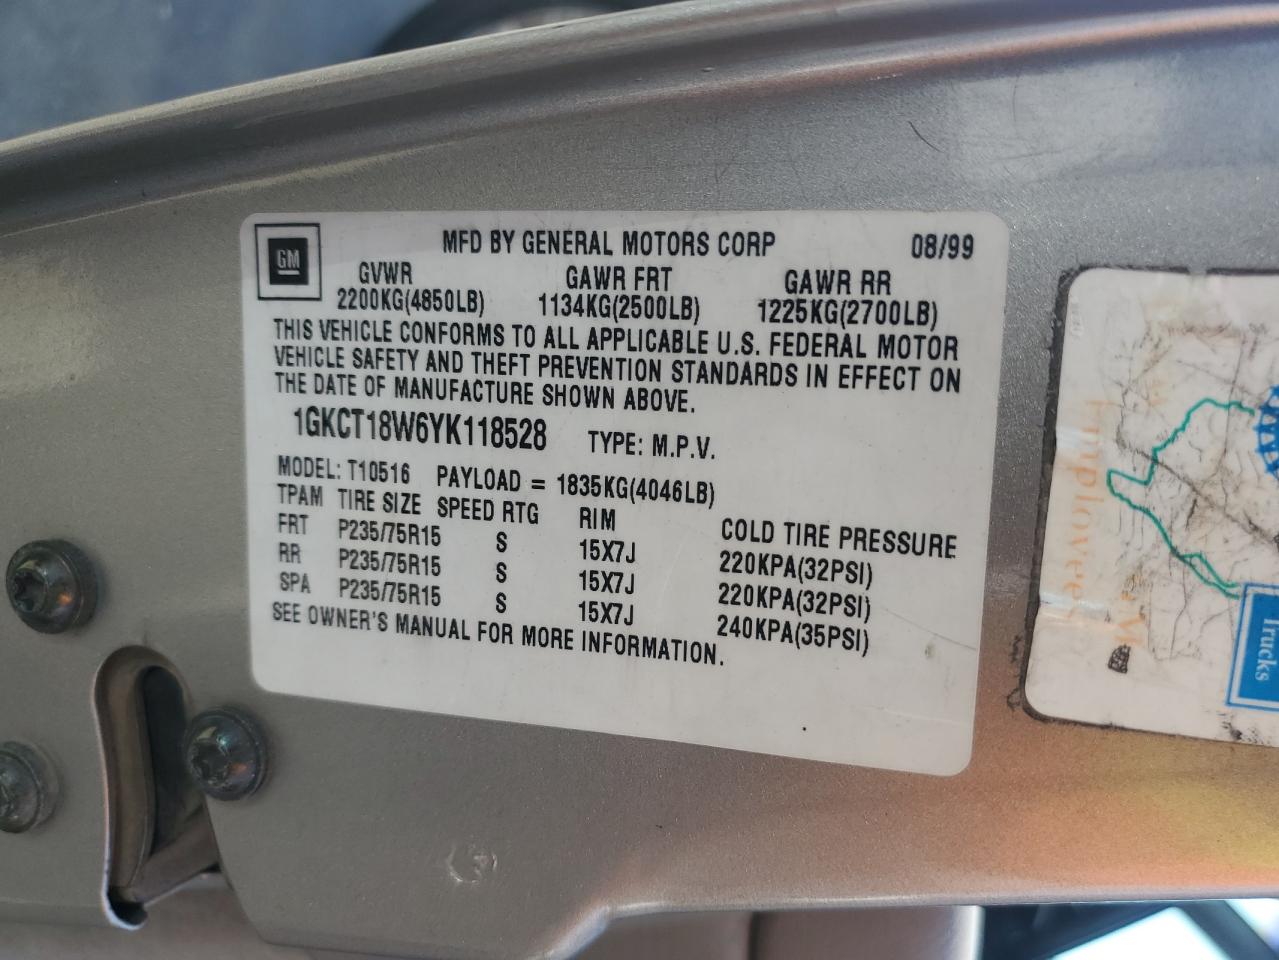 GM
MFD BY GENERAL MOTORS CORP 08/99
GVWR GAWR FRT GAWR RR
2200KG(4850LB) 1134KG(2500LB) 1225KG(2700LB)
THIS VEHICLE CONFORMS TO ALL APPLICABLE U.S. FEDERAL MOTOR
VEHICLE SAFETY AND THEFT PREVENTION STANDARDS IN EFFECT ON
THE DATE OF MANUFACTURE SHOWN ABOVE.
1GKCT18W6YK118528 TYPE: M.P.V.
MODEL: T10516 PAYLOAD = 1835KG(4046LB)
TPAM TIRE SIZE SPEED RTG RIM COLD TIRE PRESSURE
FRT P235/75R15 S 15X7J 220KPA(32PSI)
RR P235/75R15 S 15X7J 220KPA(32PSI)
SPA P235/75R15 S 15X7J 240KPA(35PSI)
SEE OWNER'S MANUAL FOR MORE INFORMATION.
Employees
Trucks